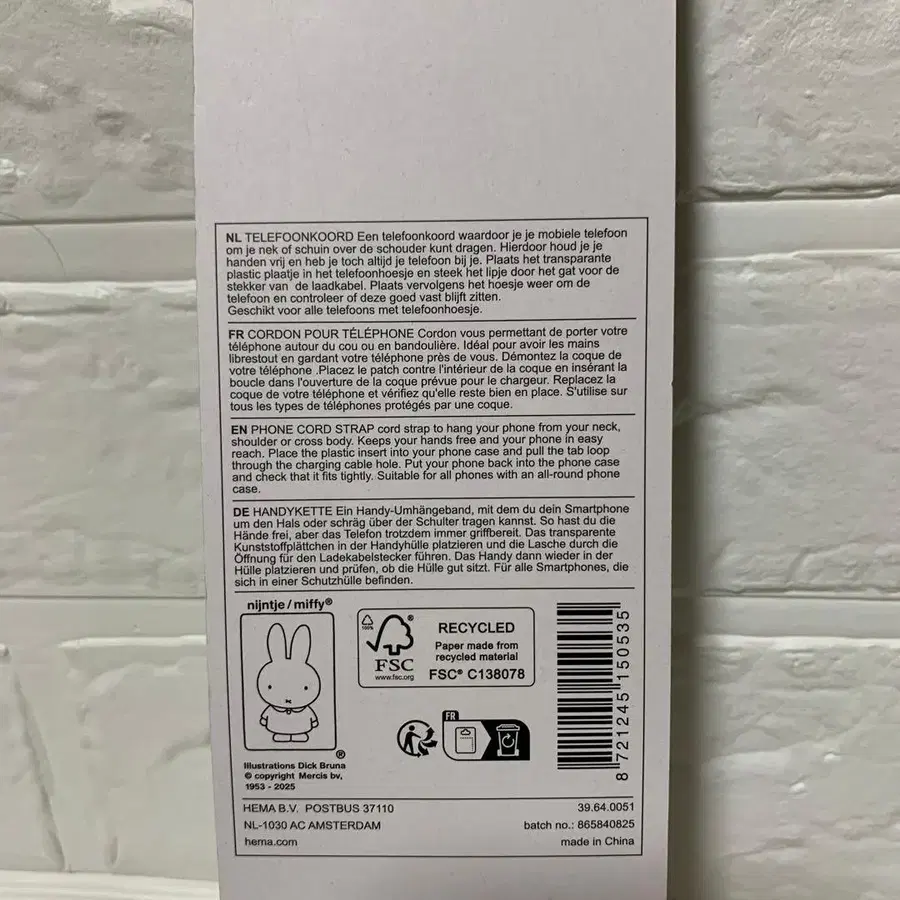 NL TELEFOONKOORD Een telefoonkoord waardoor je je mobiele telefoon
om je nek of schuin over de schouder kunt dragen. Hierdoor houd je je
handen vrij en heb je toch altijd je telefoon bij je. Plaats het transparante
plastic plaatje in het telefoonhoesje en steek het lipje door het gat voor de
stekker van de laadkabel. Plaats vervolgens het hoesje weer om de
telefoon en controleer of deze goed vast blijft zitten.
Geschikt voor alle telefoons met telefoonhoesje.
FR CORDON POUR TÉLÉPHONE Cordon vous permettant de porter votre
téléphone autour du cou ou en bandoulière. Idéal pour avoir les mains
librestout en gardant votre téléphone près de vous. Démontez la coque de
votre téléphone .Placez le patch contre l'intérieur de la coque en insérant la
boucle dans l'ouverture de la coque prévue pour le chargeur. Replacez la
coque de votre téléphone et vérifiez qu'elle reste bien en place. S'utilise sur
tous les types de téléphones protégés par une coque.
EN PHONE CORD STRAP cord strap to hang your phone from your neck,
shoulder or cross body. Keeps your hands free and your phone in easy
reach. Place the plastic insert into your phone case and pull the tab loop
through the charging cable hole. Put your phone back into the phone case
and check that it fits tightly. Suitable for all phones with an all-round phone
case.
DE HANDYKETTE Ein Handy-Umhängeband, mit dem du dein Smartphone
um den Hals oder schräg über der Schulter tragen kannst. So hast du die
Hände frei, aber das Telefon trotzdem immer griffbereit. Das transparente
Kunststoffplättchen in der Handyhülle platzieren und die Lasche durch die
Öffnung für den Ladekabelstecker führen. Das Handy dann wieder in der
Hülle platzieren und prüfen, ob die Hülle gut sitzt. Für alle Smartphones, die
sich in einer Schutzhülle befinden.
nijntje / miffy®
®
Illustrations Dick Bruna
© copyright Mercis bv,
1953 - 2025
100%
®
FSC
www.fsc.org
RECYCLED
Paper made from
recycled material
FSC® C138078
FR
8 721245 150535
HEMA B.V. POSTBUS 37110
NL-1030 AC AMSTERDAM
hema.com
39.64.0051
batch no.: 865840825
made in China